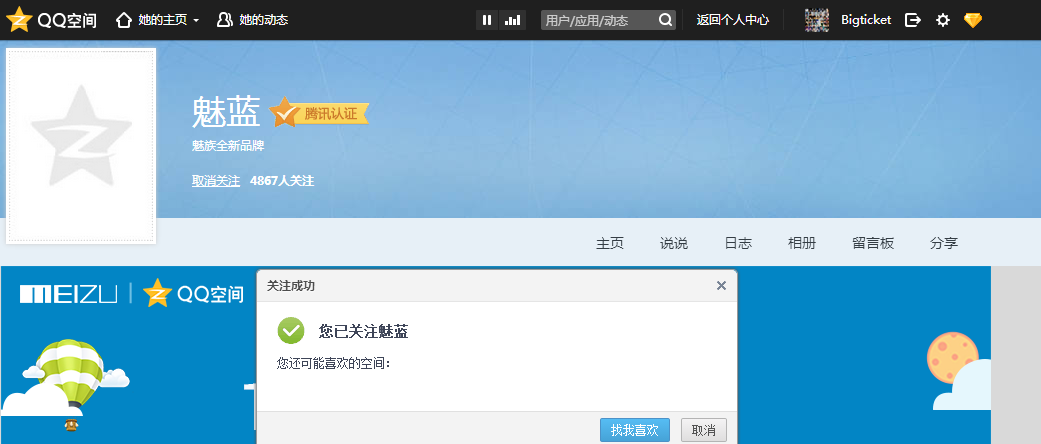 QQ空间 她的主页 她的动态 用户/应用/动态 返回个人中心 Bigticket
魅蓝 腾讯认证
魅族全新品牌
取消关注 4867人关注
主页 说说 日志 相册 留言板 分享
MEIZU | QQ空间
关注成功
您已关注魅蓝
您还可能喜欢的空间:
找我喜欢 取消